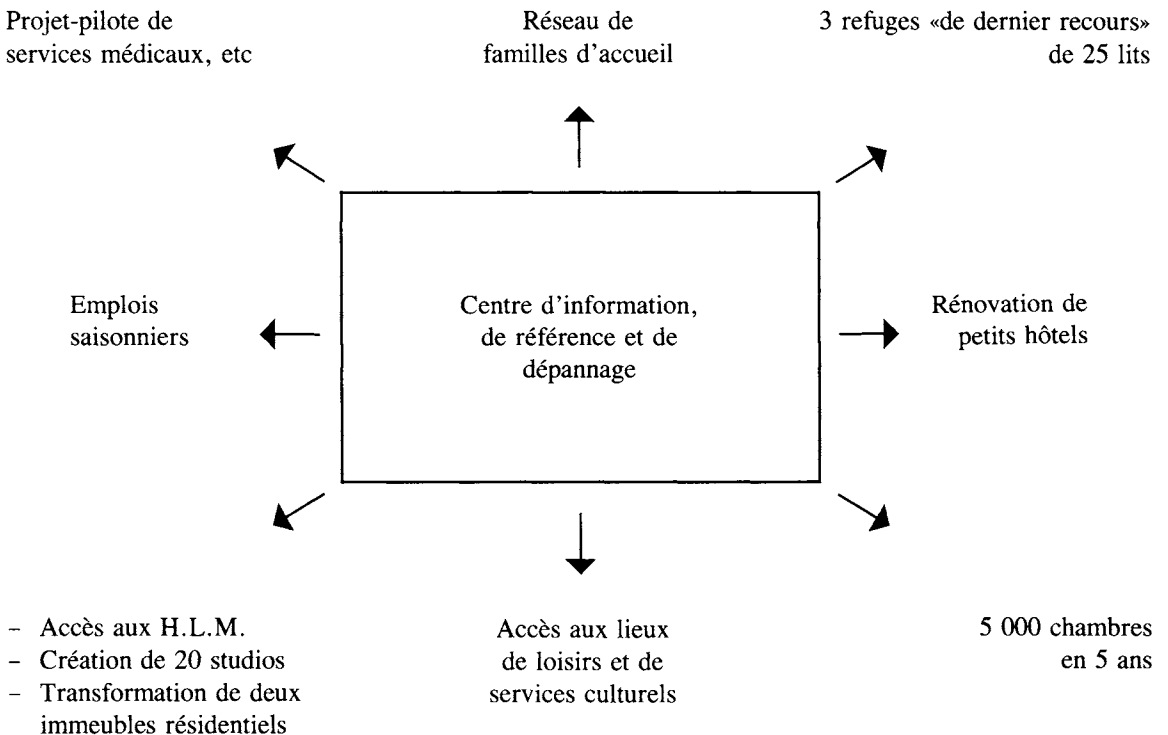 Projet-pilote de
services médicaux, etc
Réseau de
familles d'accueil
3 refuges «de dernier recours»
de 25 lits
Emplois
saisonniers
Centre d'information,
de référence et de
dépannage
Rénovation de
petits hôtels
– Accès aux H.L.M.
– Création de 20 studios
– Transformation de deux
immeubles résidentiels
Accès aux lieux
de loisirs et de
services culturels
5 000 chambres
en 5 ans